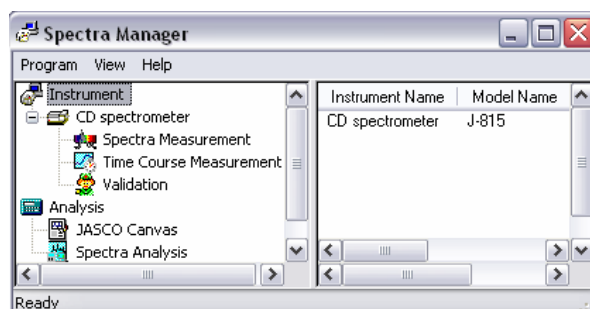 Spectra Manager
Program View Help
Instrument
CD spectrometer
Spectra Measurement
Time Course Measurement
Validation
Analysis
JASCO Canvas
Spectra Analysis
Instrument Name Model Name
CD spectrometer J-815
Ready